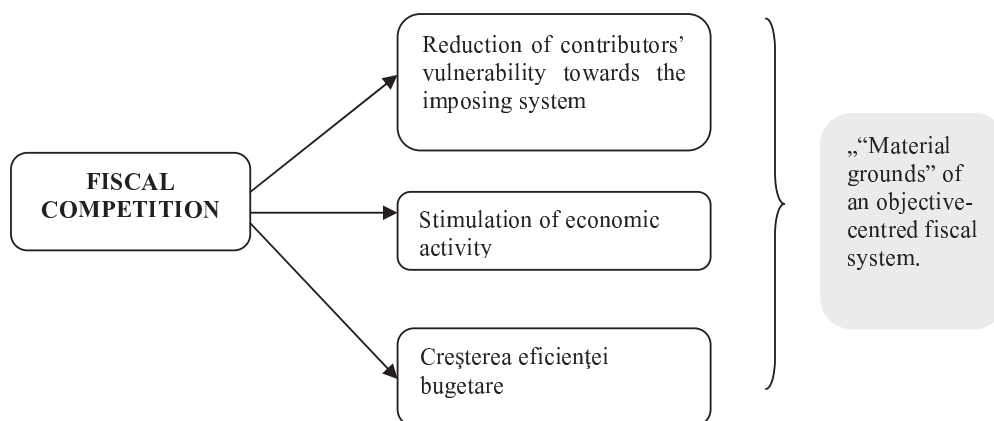 FISCAL
COMPETITION
Reduction of contributors’
vulnerability towards the
imposing system
Stimulation of economic
activity
Creşterea eficienţei
bugetare
„“Material
grounds” of
an objective-
centred fiscal
system.